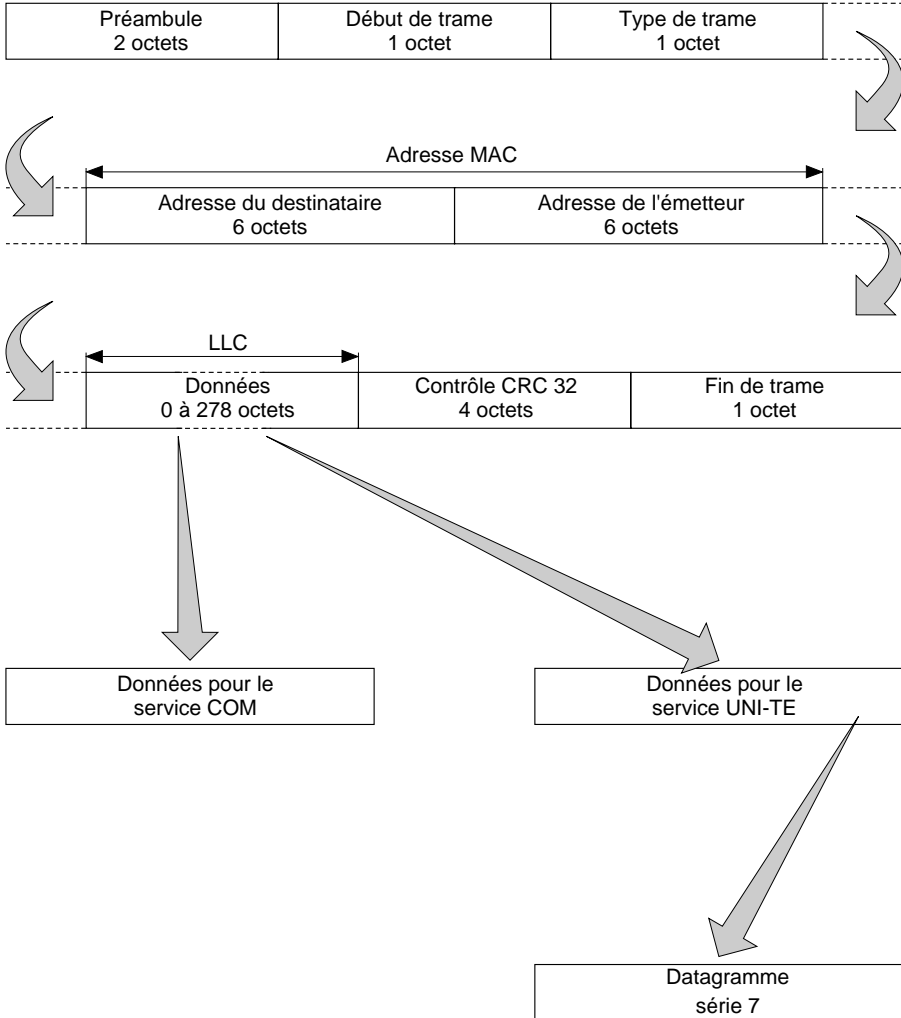 Préambule
2 octets
Début de trame
1 octet
Type de trame
1 octet
Adresse MAC
Adresse du destinataire
6 octets
Adresse de l'émetteur
6 octets
LLC
Données
0 à 278 octets
Contrôle CRC 32
4 octets
Fin de trame
1 octet
Données pour le
service COM
Données pour le
service UNI-TE
Datagramme
série 7